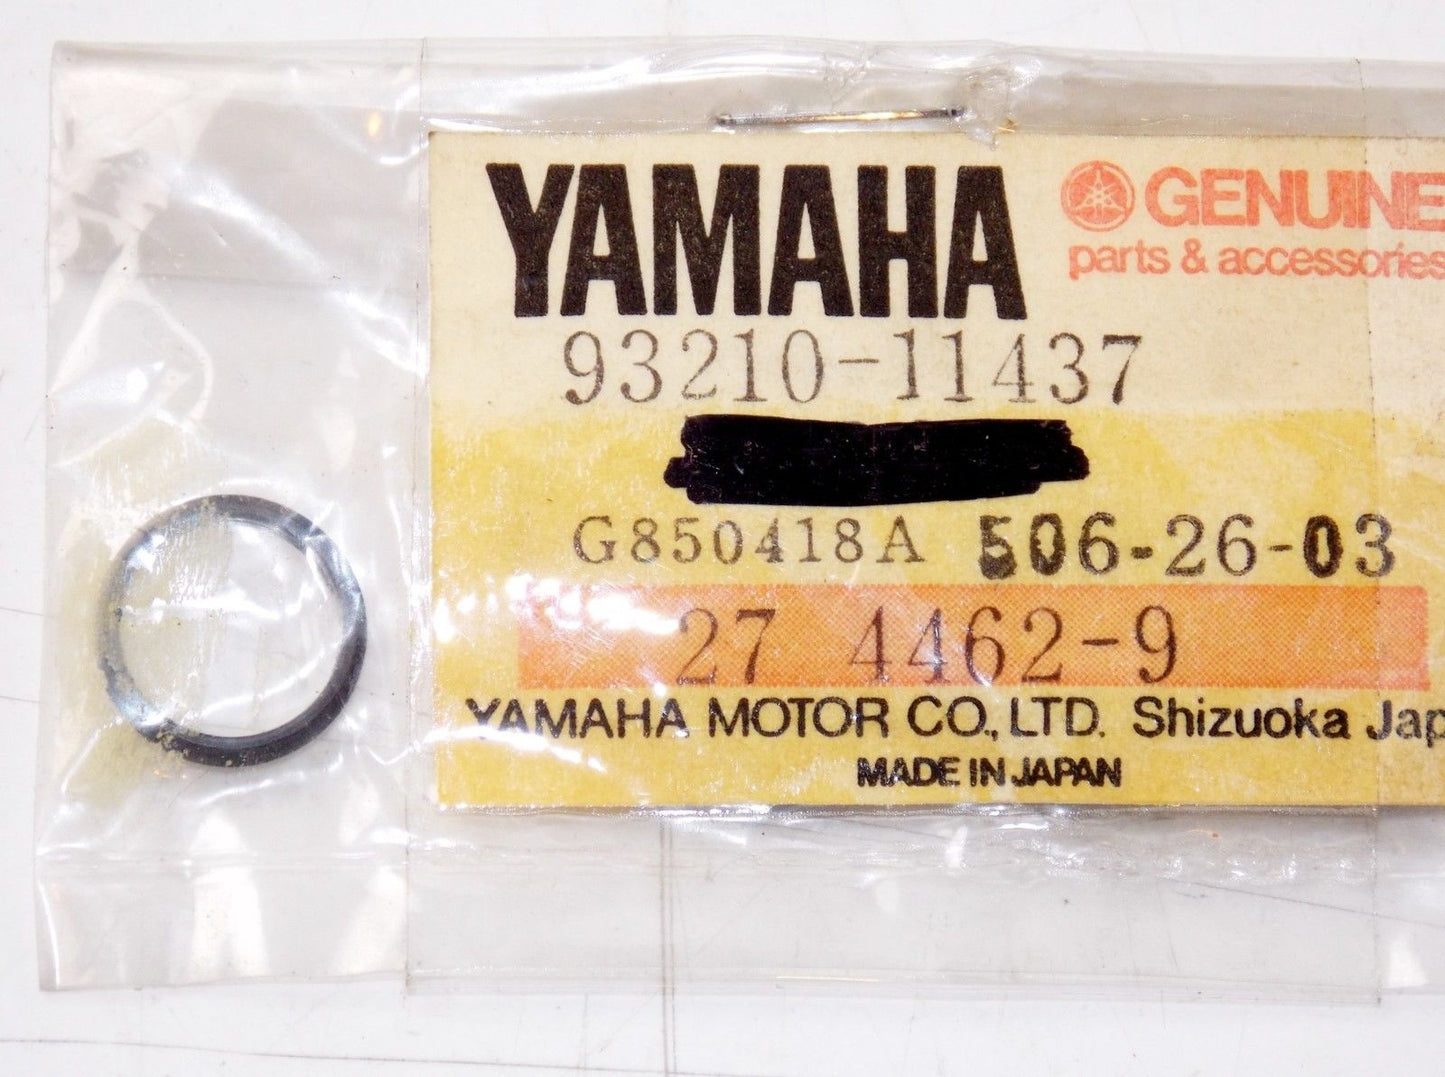 YAMAHA
GENUINE
parts & accessories
93210-11437
G850418A 506-26-03
27 4462-9
YAMAHA MOTOR CO., LTD. Shizuoka Jap
MADE IN JAPAN